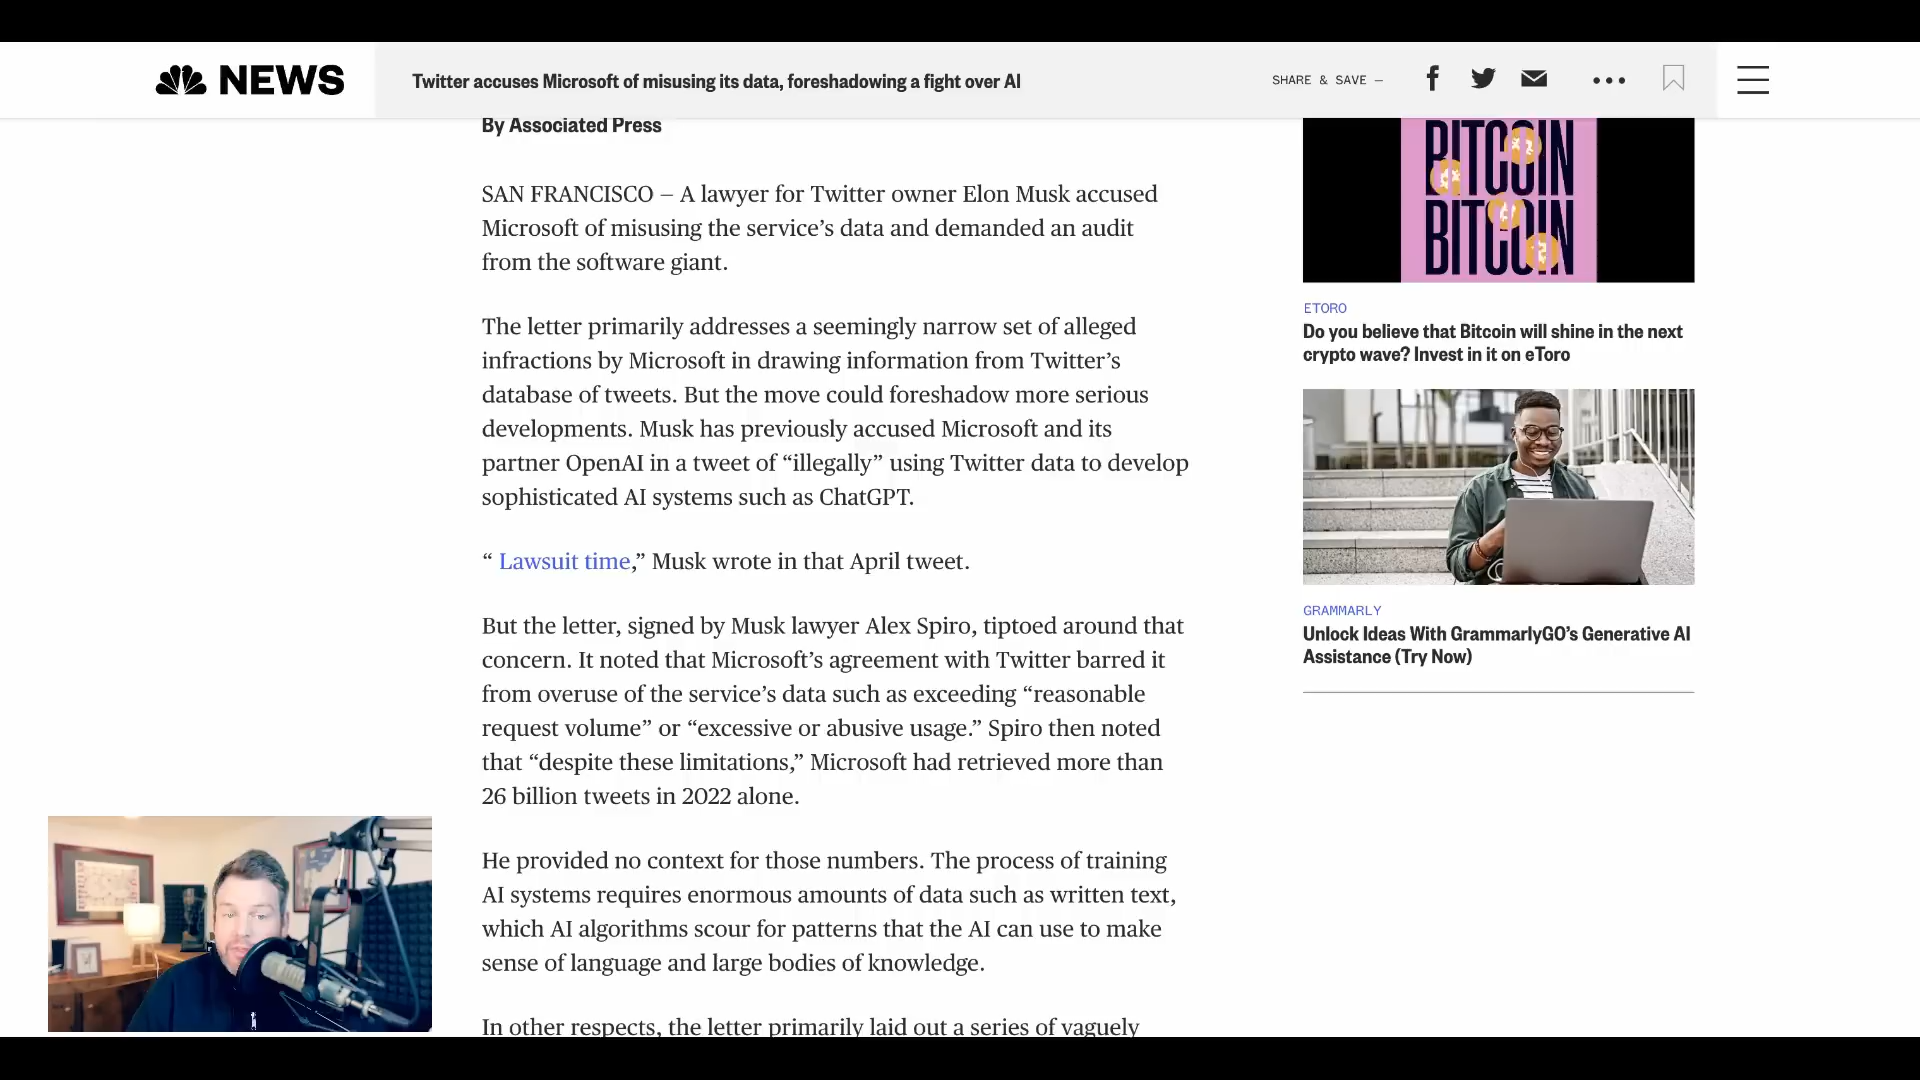 NEWS
Twitter accuses Microsoft of misusing its data, foreshadowing a fight over AI
SHARE & SAVE —
By Associated Press
SAN FRANCISCO — A lawyer for Twitter owner Elon Musk accused
Microsoft of misusing the service’s data and demanded an audit
from the software giant.
The letter primarily addresses a seemingly narrow set of alleged
infractions by Microsoft in drawing information from Twitter’s
database of tweets. But the move could foreshadow more serious
developments. Musk has previously accused Microsoft and its
partner OpenAI in a tweet of “illegally” using Twitter data to develop
sophisticated AI systems such as ChatGPT.
“ Lawsuit time,” Musk wrote in that April tweet.
But the letter, signed by Musk lawyer Alex Spiro, tiptoed around that
concern. It noted that Microsoft’s agreement with Twitter barred it
from overuse of the service’s data such as exceeding “reasonable
request volume” or “excessive or abusive usage.” Spiro then noted
that “despite these limitations,” Microsoft had retrieved more than
26 billion tweets in 2022 alone.
He provided no context for those numbers. The process of training
AI systems requires enormous amounts of data such as written text,
which AI algorithms scour for patterns that the AI can use to make
sense of language and large bodies of knowledge.
In other respects, the letter primarily laid out a series of vaguely
BITCOIN
BITCOIN
ETORO
Do you believe that Bitcoin will shine in the next
crypto wave? Invest in it on eToro
GRAMMARLY
Unlock Ideas With GrammarlyGO’s Generative AI
Assistance (Try Now)